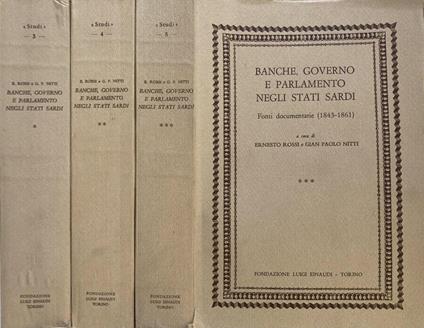 « Studi »
— 3 —
E. ROSSI e G. P. NITTI
BANCHE, GOVERNO
E PARLAMENTO
NEGLI STATI SARDI
*
FONDAZIONE
LUIGI EINAUDI
TORINO
« Studi »
— 4 —
E. ROSSI e G. P. NITTI
BANCHE, GOVERNO
E PARLAMENTO
NEGLI STATI SARDI
**
FONDAZIONE
LUIGI EINAUDI
TORINO
« Studi »
— 5 —
E. ROSSI e G. P. NITTI
BANCHE, GOVERNO
E PARLAMENTO
NEGLI STATI SARDI
***
FONDAZIONE
LUIGI EINAUDI
TORINO
BANCHE, GOVERNO
E PARLAMENTO
NEGLI STATI SARDI
Fonti documentarie (1843-1861)
a cura di
ERNESTO ROSSI e GIAN PAOLO NITTI
***
FONDAZIONE LUIGI EINAUDI - TORINO